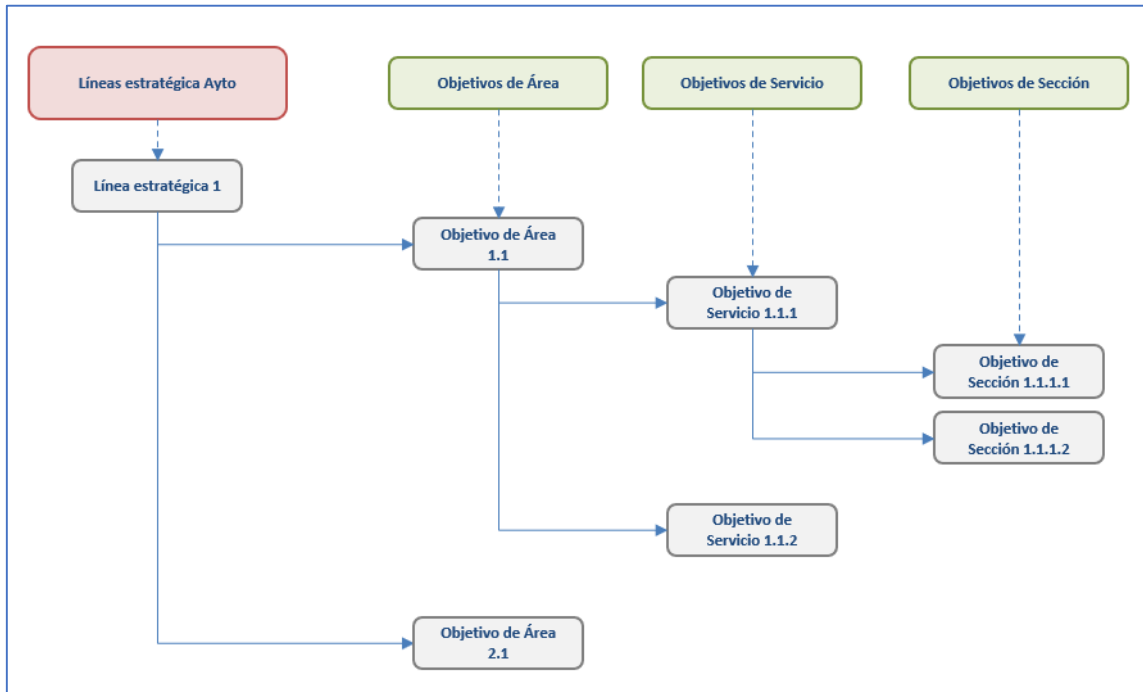 Líneas estratégica Ayto
Objetivos de Área
Objetivos de Servicio
Objetivos de Sección
Línea estratégica 1
Objetivo de Área
1.1
Objetivo de
Servicio 1.1.1
Objetivo de
Sección 1.1.1.1
Objetivo de
Sección 1.1.1.2
Objetivo de
Servicio 1.1.2
Objetivo de Área
2.1